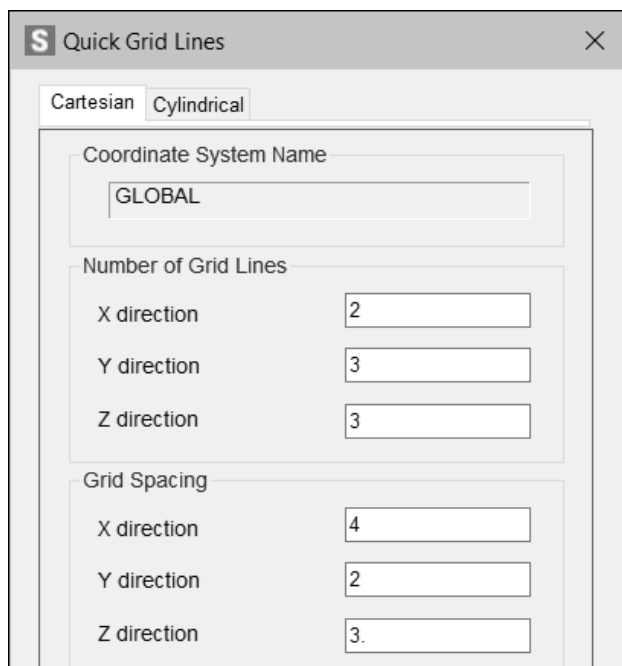 S Quick Grid Lines
Cartesian Cylindrical
Coordinate System Name
GLOBAL
Number of Grid Lines
X direction 2
Y direction 3
Z direction 3
Grid Spacing
X direction 4
Y direction 2
Z direction 3.